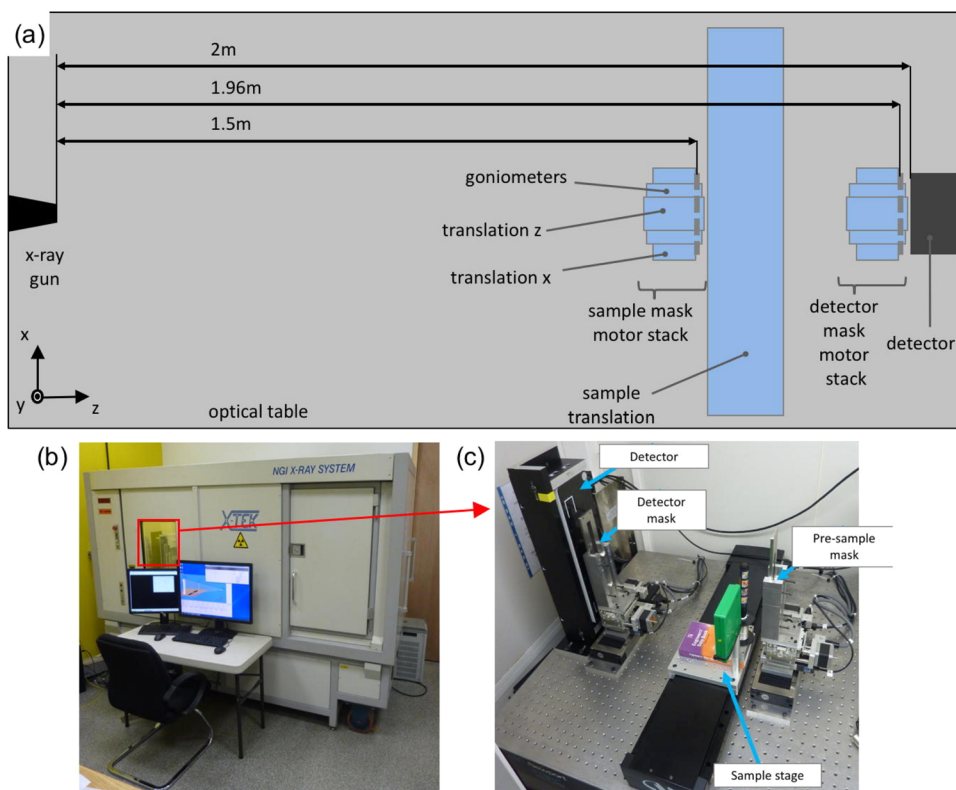 (a)
2m
1.96m
1.5m
goniometers
translation z
translation x
x-ray
gun
sample mask
motor stack
detector
mask
motor
stack
detector
x
y
z
optical table
sample
translation
(b)
NGI X-RAY SYSTEM
X-TEK
(c)
Detector
Detector
mask
Pre-sample
mask
Sample stage